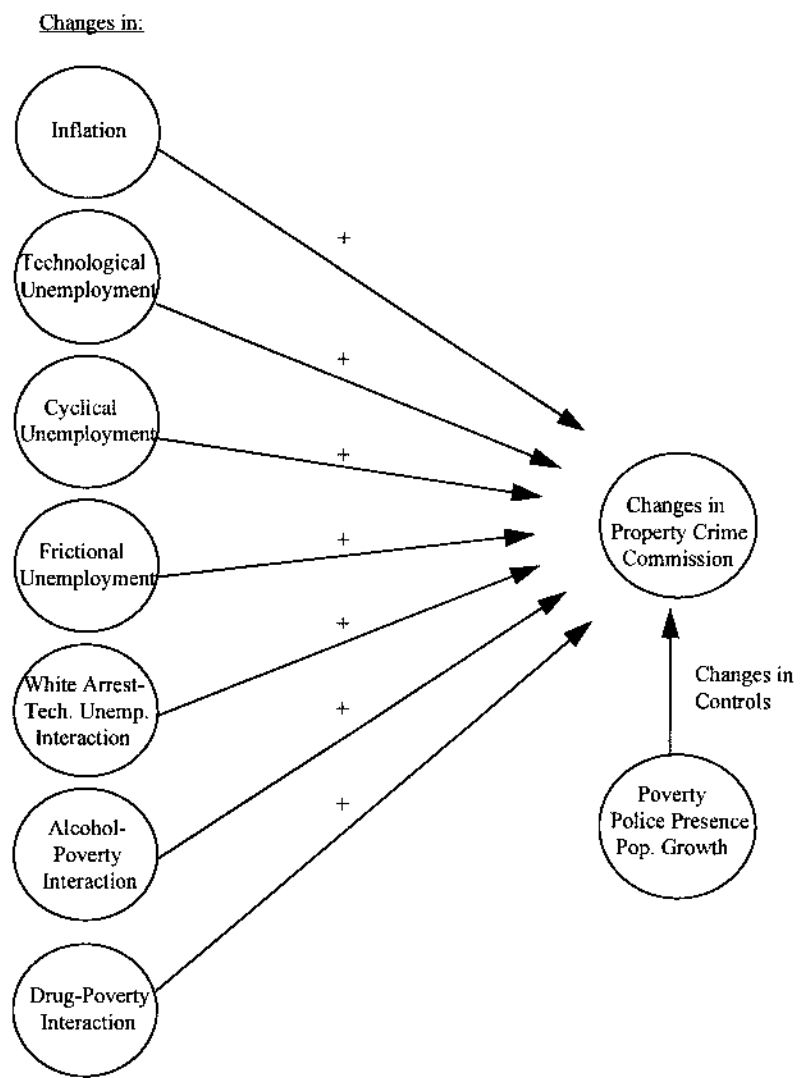 Changes in:
Inflation
+
Technological
Unemployment
+
Cyclical
Unemployment
+
Changes in
Property Crime
Commission
Frictional
Unemployment
+
White Arrest-
Tech. Unemp.
Interaction
+
Changes in
Controls
Alcohol-
Poverty
Interaction
+
Poverty
Police Presence
Pop. Growth
Drug-Poverty
Interaction
+